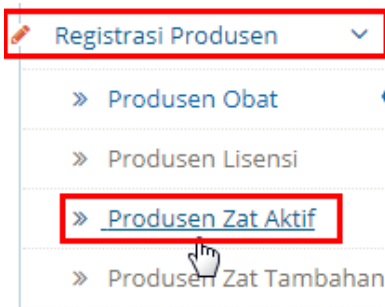 Registrasi Produsen
» Produsen Obat
» Produsen Lisensi
» Produsen Zat Aktif
» Produsen Zat Tambahan